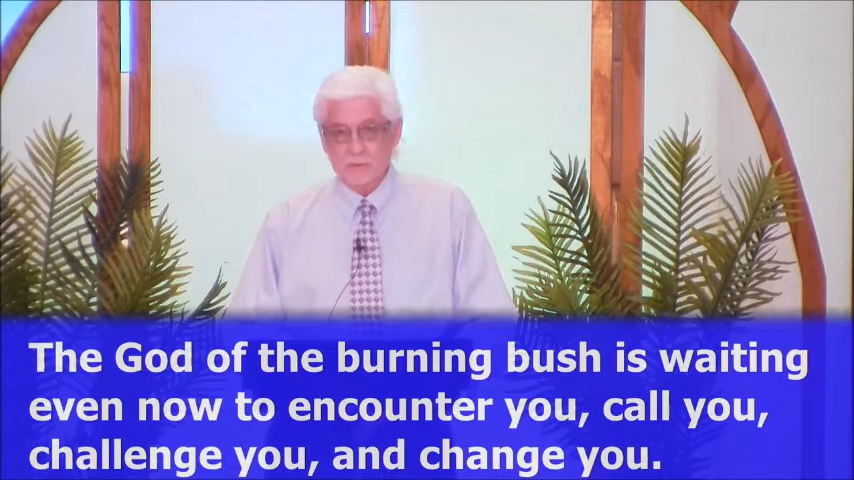 The God of the burning bush is waiting
even now to encounter you, call you,
challenge you, and change you.